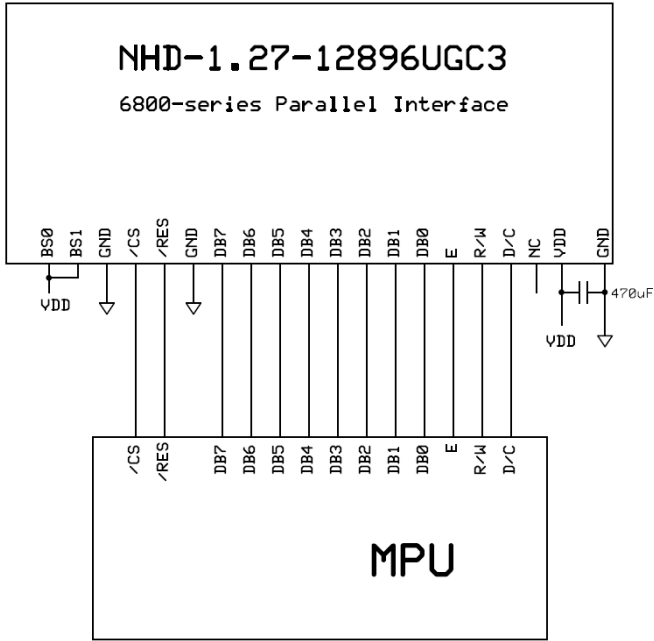 NHD-1.27-12896UGC3
6800-series Parallel Interface
BS0 BS1 GND /CS /RES GND DB7 DB6 DB5 DB4 DB3 DB2 DB1 DB0 E R/W D/C NC VDD GND
VDD
470uF
VDD
/CS /RES DB7 DB6 DB5 DB4 DB3 DB2 DB1 DB0 E R/W D/C
MPU